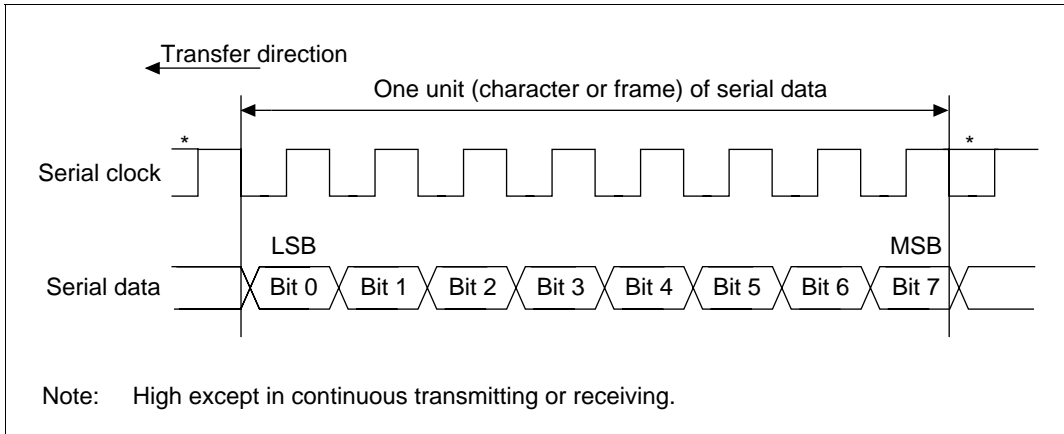 Transfer direction
One unit (character or frame) of serial data
* *
Serial clock
LSB MSB
Serial data Bit 0 Bit 1 Bit 2 Bit 3 Bit 4 Bit 5 Bit 6 Bit 7
Note: High except in continuous transmitting or receiving.